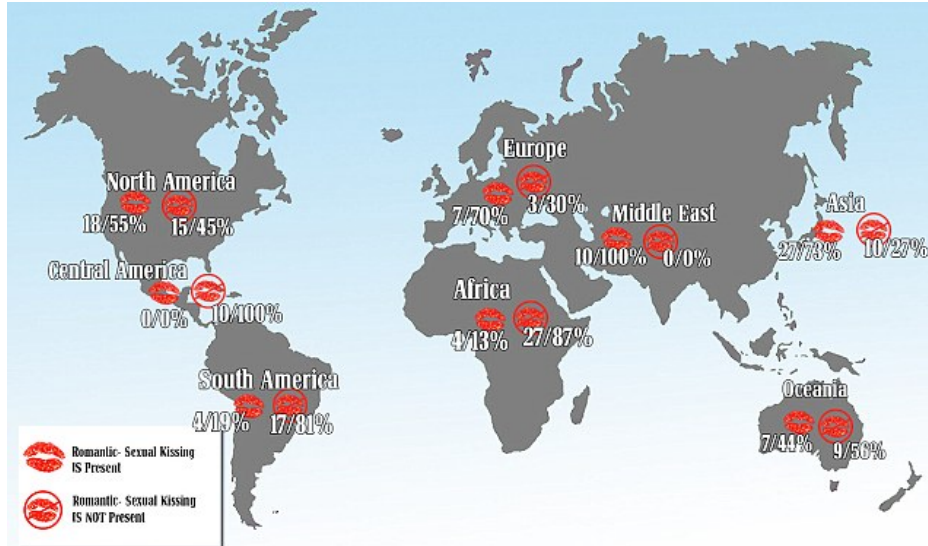 Europe
3/30%
7/70%
North America
18/55%
15/45%
Middle East
10/100%
0/0%
Asia
27/73%
10/27%
Central America
0/0%
10/100%
Africa
4/13%
27/87%
South America
4/19%
17/81%
Oceania
7/44%
9/56%
Romantic- Sexual Kissing
IS Present
Romantic- Sexual Kissing
IS NOT Present